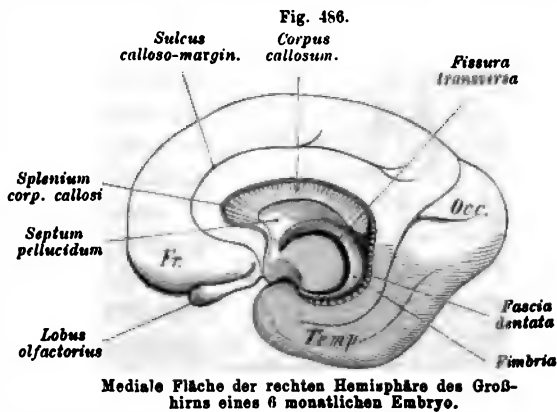 Fig. 486.
Sulcus
calloso-margin.
Corpus
callosum.
Fissura
transversa
Splenium
corp. callosi
Septum
pellucidum
Fr.
Occ.
Lobus
olfactorius
Temp
Fascia
dentata
Fimbria
Mediale Fläche der rechten Hemisphäre des Groß-
hirns eines 6 monatlichen Embryo.